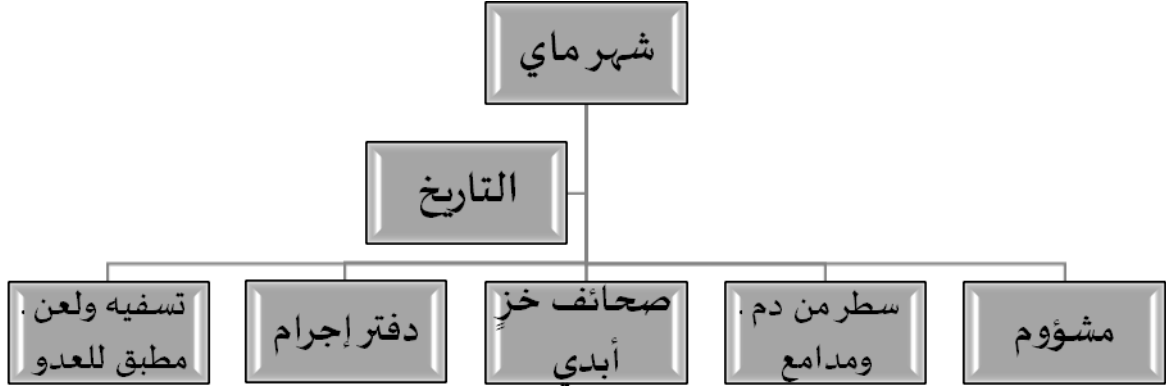 شهر ماي
التاريخ
مشؤوم
سطر من دم .
ومدامع
صحائف خزٍ
أبدي
دفتر إجرام
تسفيه ولعن .
مطبق للعدو